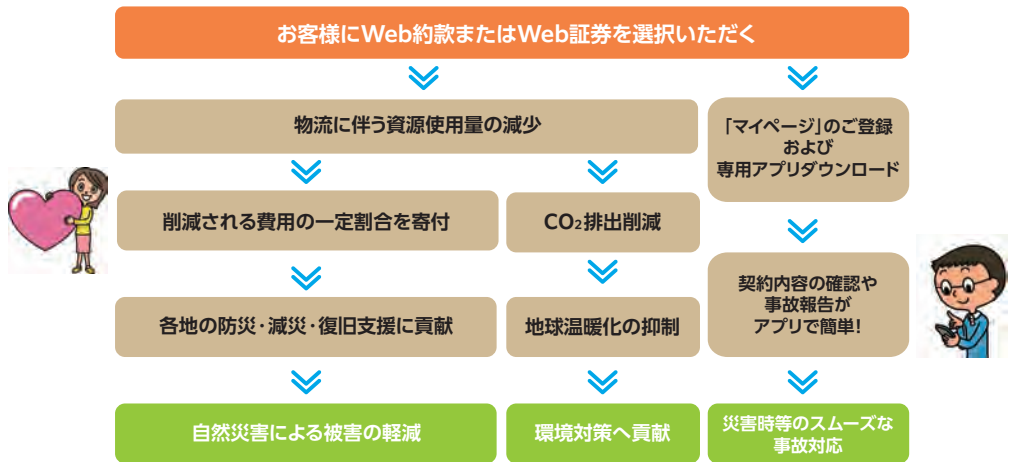 お客様にWeb約款またはWeb証券を選択いただく
物流に伴う資源使用量の減少
「マイページ」のご登録
および
専用アプリダウンロード
削減される費用の一定割合を寄付
CO₂排出削減
契約内容の確認や
事故報告が
アプリで簡単!
各地の防災・減災・復旧支援に貢献
地球温暖化の抑制
自然災害による被害の軽減
環境対策へ貢献
災害時等のスムーズな
事故対応